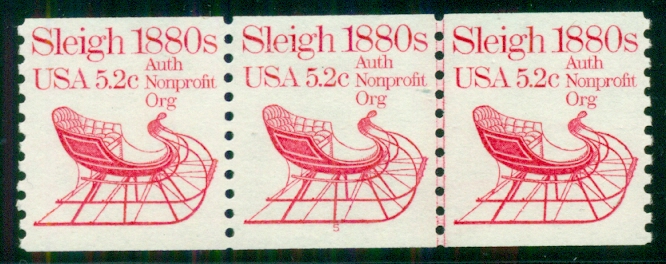 Sleigh 1880s
USA 5.2c Auth
Nonprofit
Org
Sleigh 1880s
USA 5.2c Auth
Nonprofit
Org
5
Sleigh 1880s
USA 5.2c Auth
Nonprofit
Org